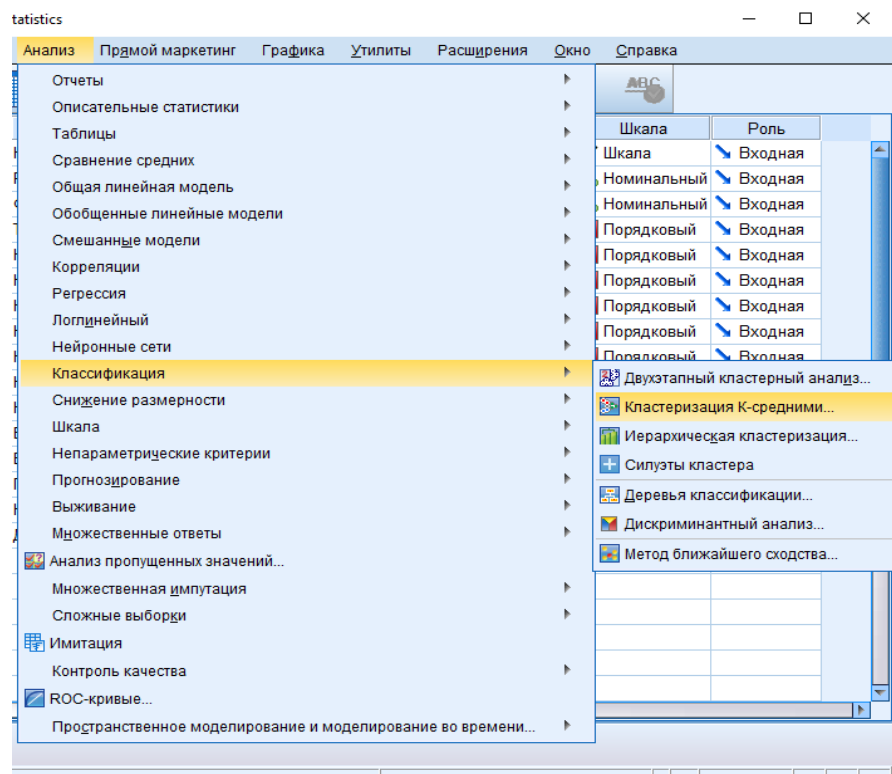 tatistics
Анализ Прямой маркетинг Графика Утилиты Расширения Окно Справка
Отчеты
Описательные статистики
Таблицы
Сравнение средних
Общая линейная модель
Обобщенные линейные модели
Смешанные модели
Корреляции
Регрессия
Логлинейный
Нейронные сети
Классификация
Снижение размерности
Шкала
Непараметрические критерии
Прогнозирование
Выживание
Множественные ответы
Анализ пропущенных значений...
Множественная импутация
Сложные выборки
Имитация
Контроль качества
ROC-кривые...
Пространственное моделирование и моделирование во времени...
ABC
Шкала Роль
Шкала Входная
Номинальный Входная
Номинальный Входная
Порядковый Входная
Порядковый Входная
Порядковый Входная
Порядковый Входная
Порядковый Входная
Порядковый Входная
Двухэтапный кластерный анализ...
Кластеризация К-средними...
Иерархическая кластеризация...
Силуэты кластера
Деревья классификации...
Дискриминантный анализ...
Метод ближайшего сходства...